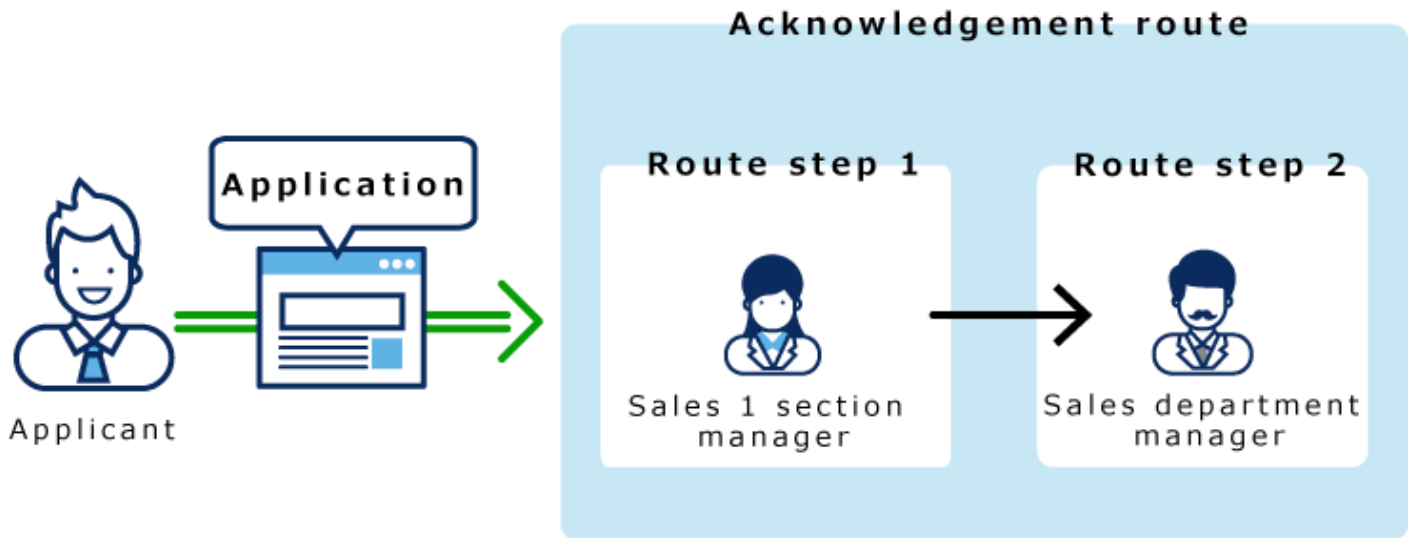 Acknowledgement route
Application
Route step 1
Route step 2
Applicant
Sales 1 section
manager
Sales department
manager